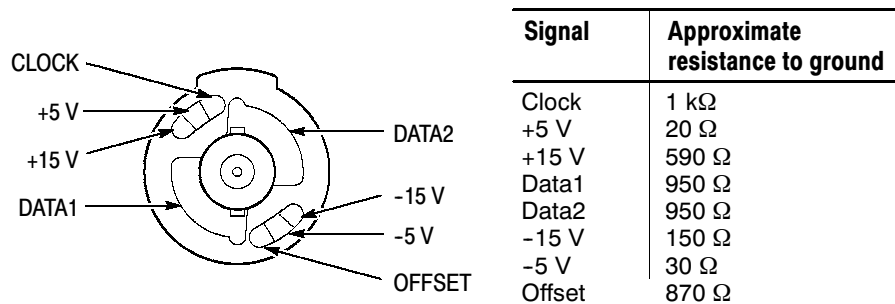 CLOCK
+5 V
+15 V
DATA1
DATA2
-15 V
-5 V
OFFSET
Signal Approximate resistance to ground
Clock 1 kΩ
+5 V 20 Ω
+15 V 590 Ω
Data1 950 Ω
Data2 950 Ω
-15 V 150 Ω
-5 V 30 Ω
Offset 870 Ω